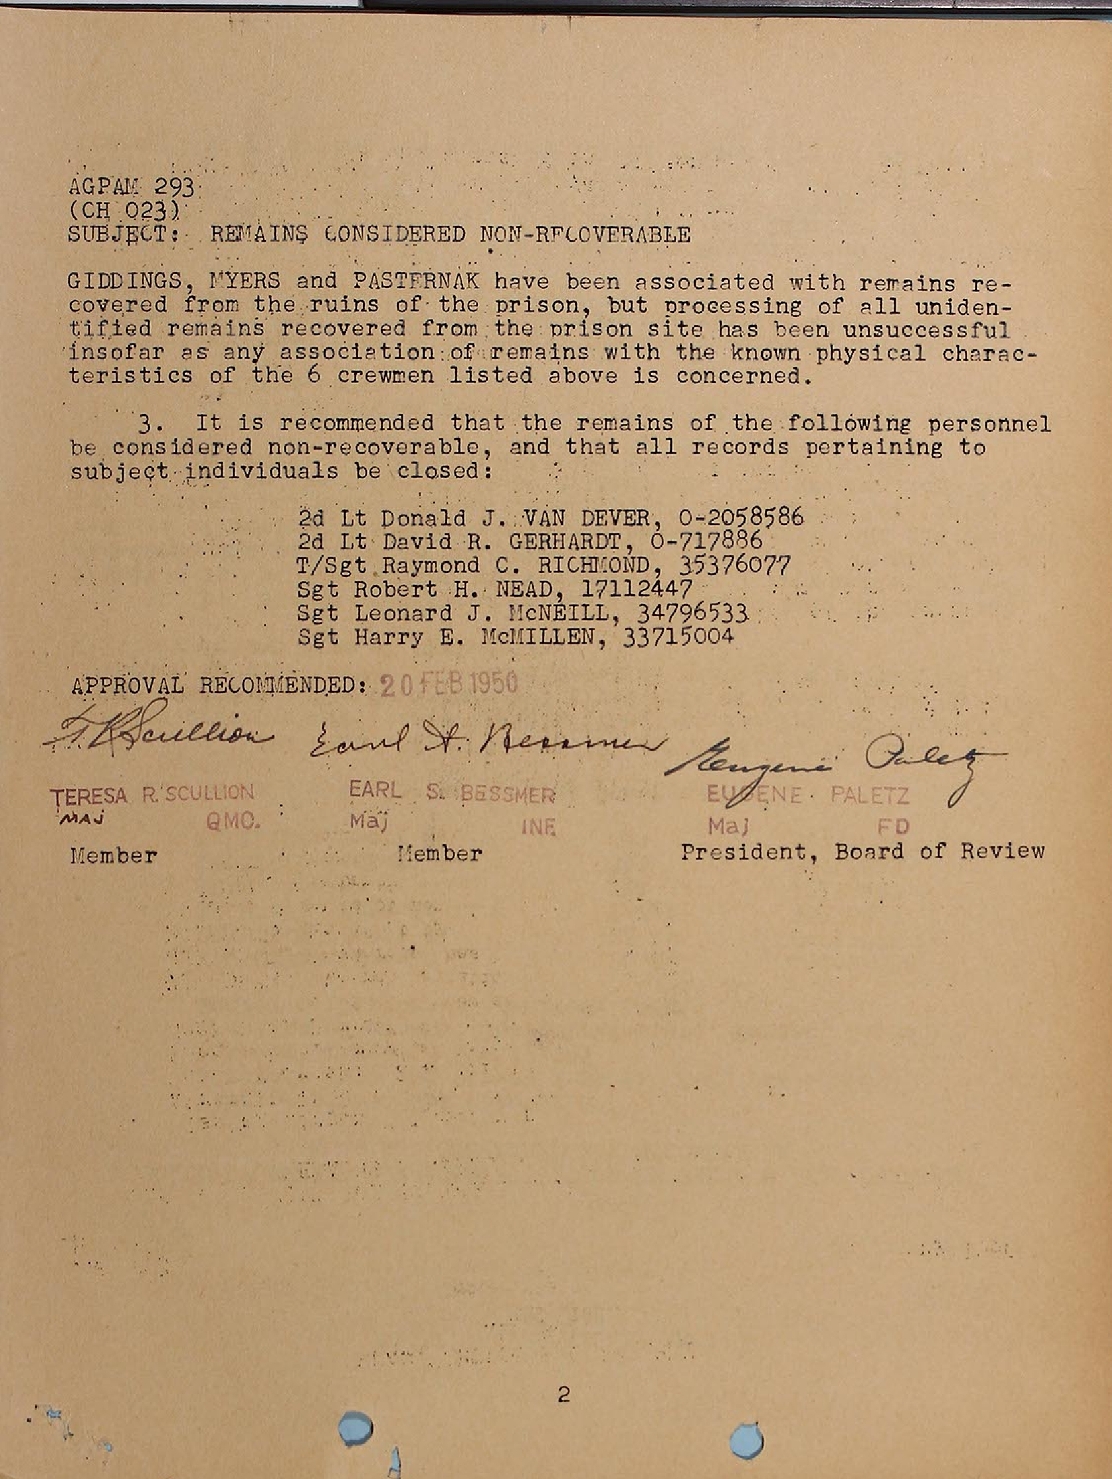 AGPAM 293
(CH 023)
SUBJECT: REMAINS CONSIDERED NON-RECOVERABLE
GIDDINGS, MYERS and PASTERNAK have been associated with remains re-
covered from the ruins of the prison, but processing of all uniden-
tified remains recovered from the prison site has been unsuccessful
insofar as any association of remains with the known physical charac-
teristics of the 6 crewmen listed above is concerned.
3. It is recommended that the remains of the following personnel
be considered non-recoverable, and that all records pertaining to
subject individuals be closed:
2d Lt Donald J. VAN DEVER, O-2058586
2d Lt David R. GERHARDT, O-717886
T/Sgt Raymond C. RICHMOND, 35376077
Sgt Robert H. NEAD, 17112447
Sgt Leonard J. McNEILL, 34796533
Sgt Harry E. McMILLEN, 33715004
APPROVAL RECOMMENDED: 20 FEB 1950
T. R. Scullion Earl S. Bessmer Eugene Paletz
TERESA R. SCULLION EARL S. BESSMER EUGENE PALETZ
MAJ QMC. Maj INF Maj FD
Member Member President, Board of Review
2